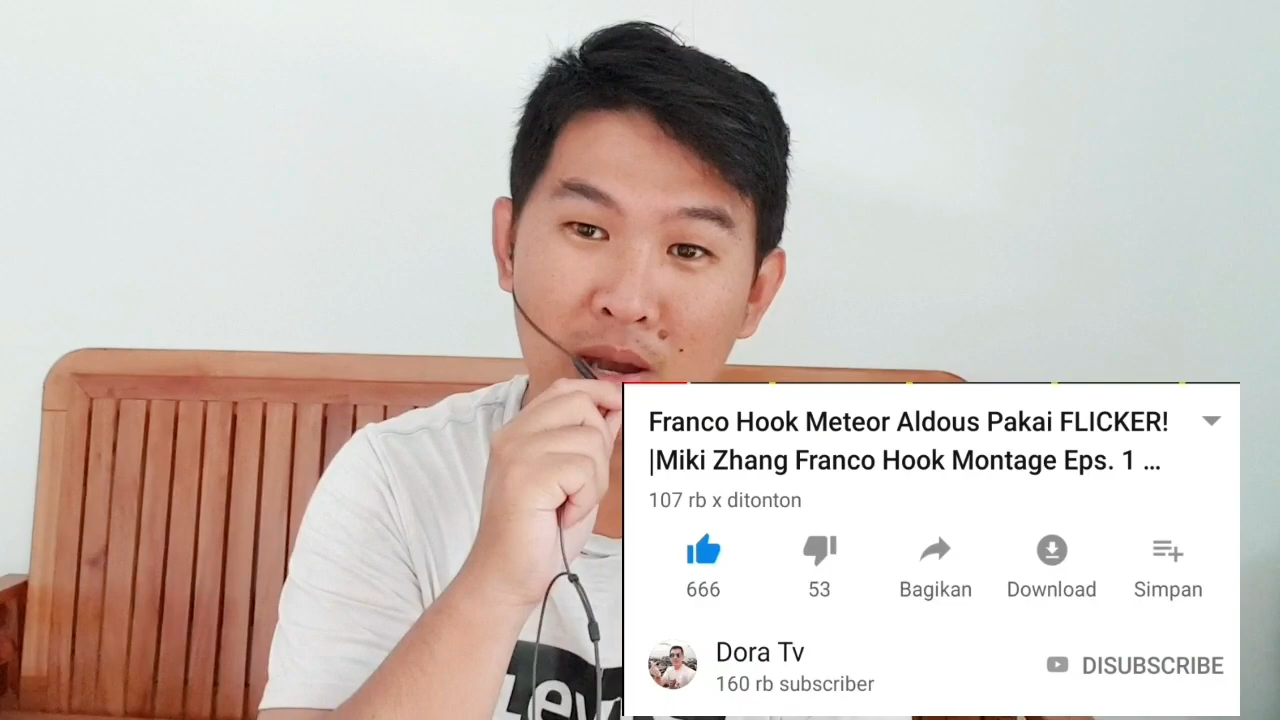 Franco Hook Meteor Aldous Pakai FLICKER!
|Miki Zhang Franco Hook Montage Eps. 1 ...
107 rb x ditonton
666
53
Bagikan
Download
Simpan
Dora Tv
160 rb subscriber
DISUBSCRIBE